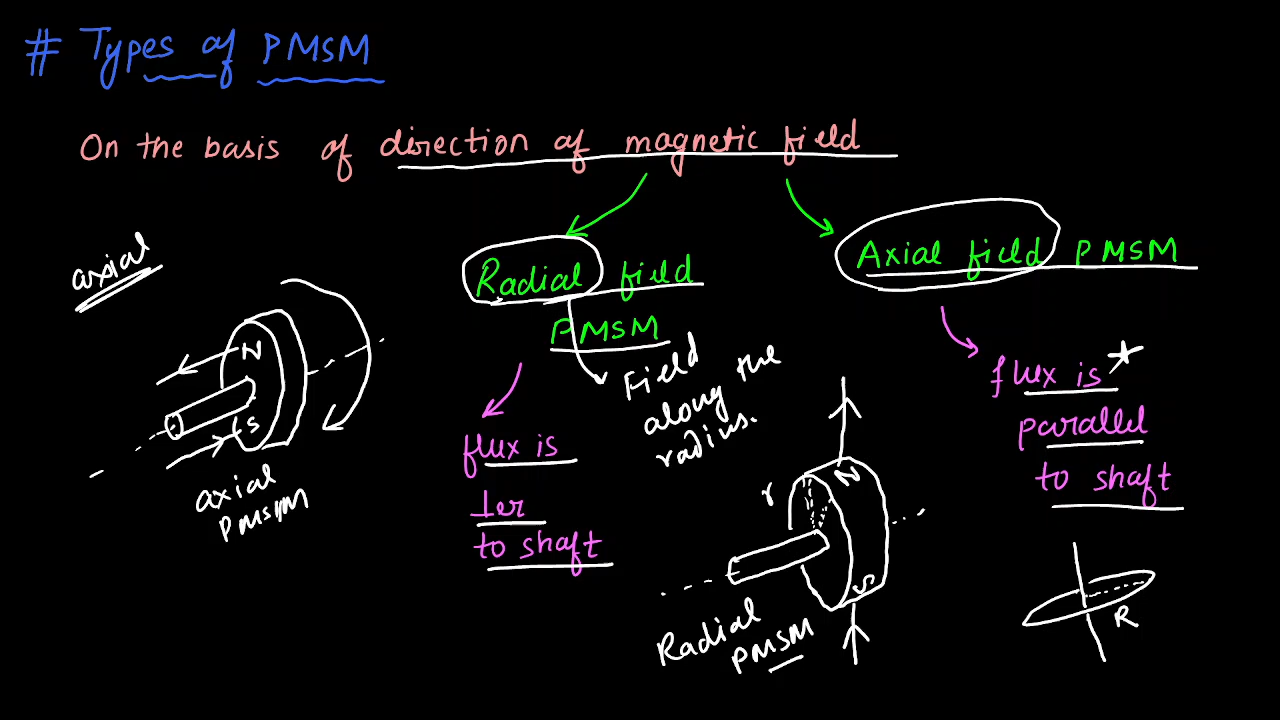 # Types of PMSM
On the basis of direction of magnetic field
axial
Radial field
PMSM
Axial field PMSM
N
S
axial
PMSM
Field
along the
radius.
flux is
⊥er
to shaft
flux is *
parallel
to shaft
r
N
S
Radial
PMSM
R